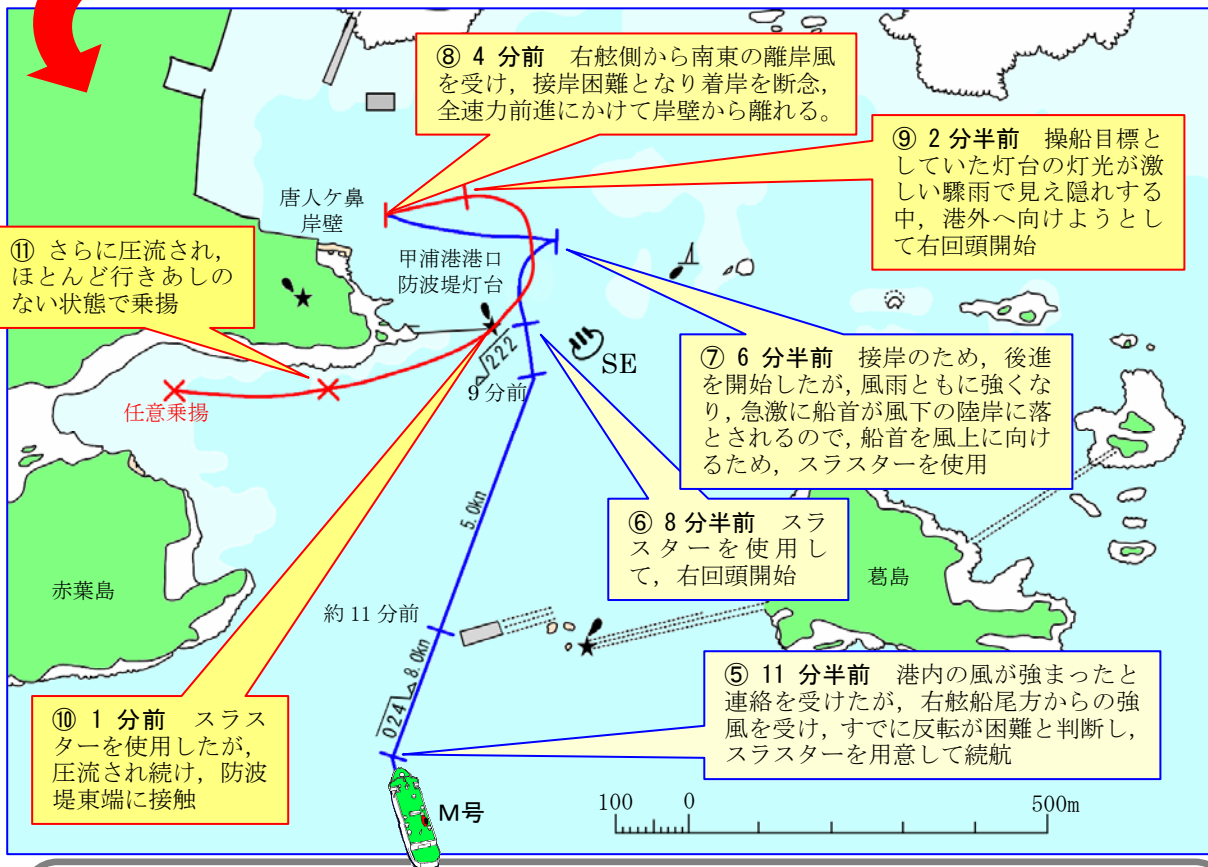 ⑧ 4 分前 右舷側から南東の離岸風
を受け，接岸困難となり着岸を断念，
全速力前進にかけて岸壁から離れる。
⑨ 2 分半前 操船目標と
していた灯台の灯光が激
しい驟雨で見え隠れする
中，港外へ向けようとし
て右回頭開始
唐人ケ鼻
岸壁
⑪ さらに圧流され，
ほとんど行きあしの
ない状態で乗揚
甲浦港港口
防波堤灯台
SE
222
9 分前
⑦ 6 分半前 接岸のため，後進
を開始したが，風雨ともに強くな
り，急激に船首が風下の陸岸に落
とされるので，船首を風上に向け
るため，スラスターを使用
任意乗揚
5.0kn
⑥ 8 分半前 スラ
スターを使用し
て，右回頭開始
赤葉島
葛島
約 11 分前
024
8.0kn
⑤ 11 分半前 港内の風が強まったと
連絡を受けたが，右舷船尾方からの強
風を受け，すでに反転が困難と判断し，
スラスターを用意して続航
⑩ 1 分前 スラス
ターを使用したが，
圧流され続け，防波
堤東端に接触
M号
100 0 500m